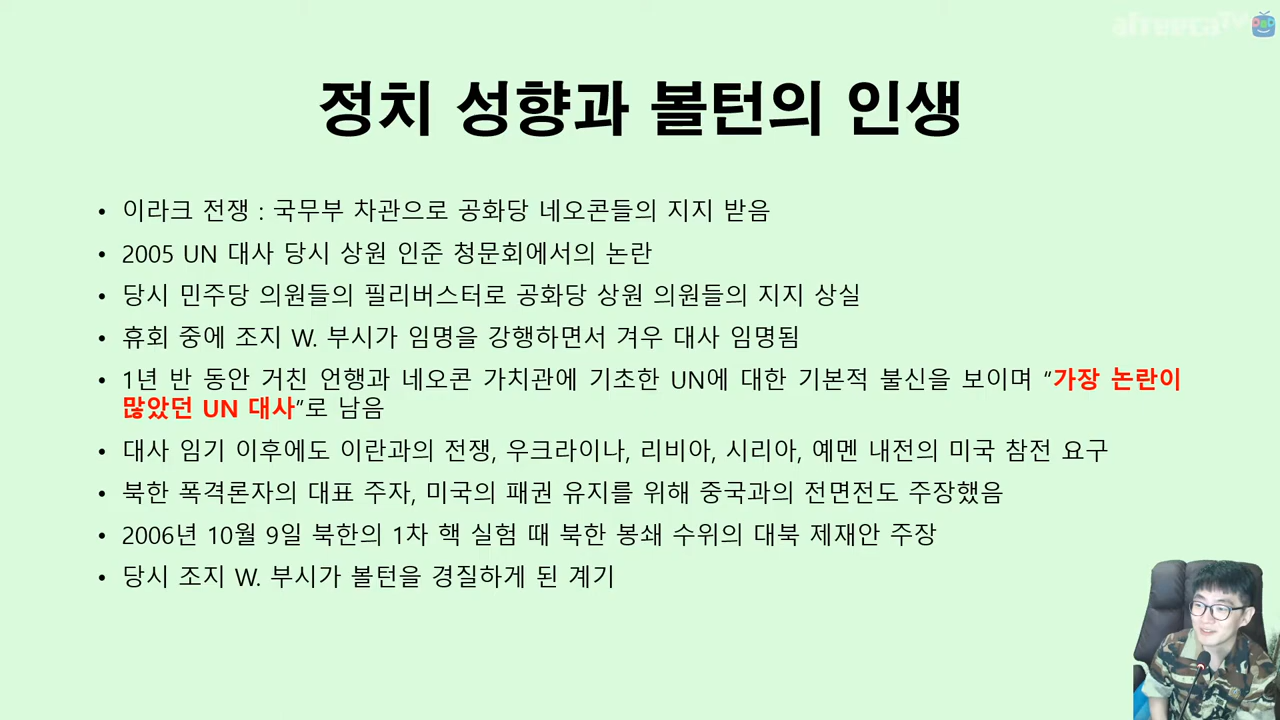 afreecaTV
정치 성향과 볼턴의 인생
• 이라크 전쟁 : 국무부 차관으로 공화당 네오콘들의 지지 받음
• 2005 UN 대사 당시 상원 인준 청문회에서의 논란
• 당시 민주당 의원들의 필리버스터로 공화당 상원 의원들의 지지 상실
• 휴회 중에 조지 W. 부시가 임명을 강행하면서 겨우 대사 임명됨
• 1년 반 동안 거친 언행과 네오콘 가치관에 기초한 UN에 대한 기본적 불신을 보이며 “가장 논란이
많았던 UN 대사”로 남음
• 대사 임기 이후에도 이란과의 전쟁, 우크라이나, 리비아, 시리아, 예멘 내전의 미국 참전 요구
• 북한 폭격론자의 대표 주자, 미국의 패권 유지를 위해 중국과의 전면전도 주장했음
• 2006년 10월 9일 북한의 1차 핵 실험 때 북한 봉쇄 수위의 대북 제재안 주장
• 당시 조지 W. 부시가 볼턴을 경질하게 된 계기